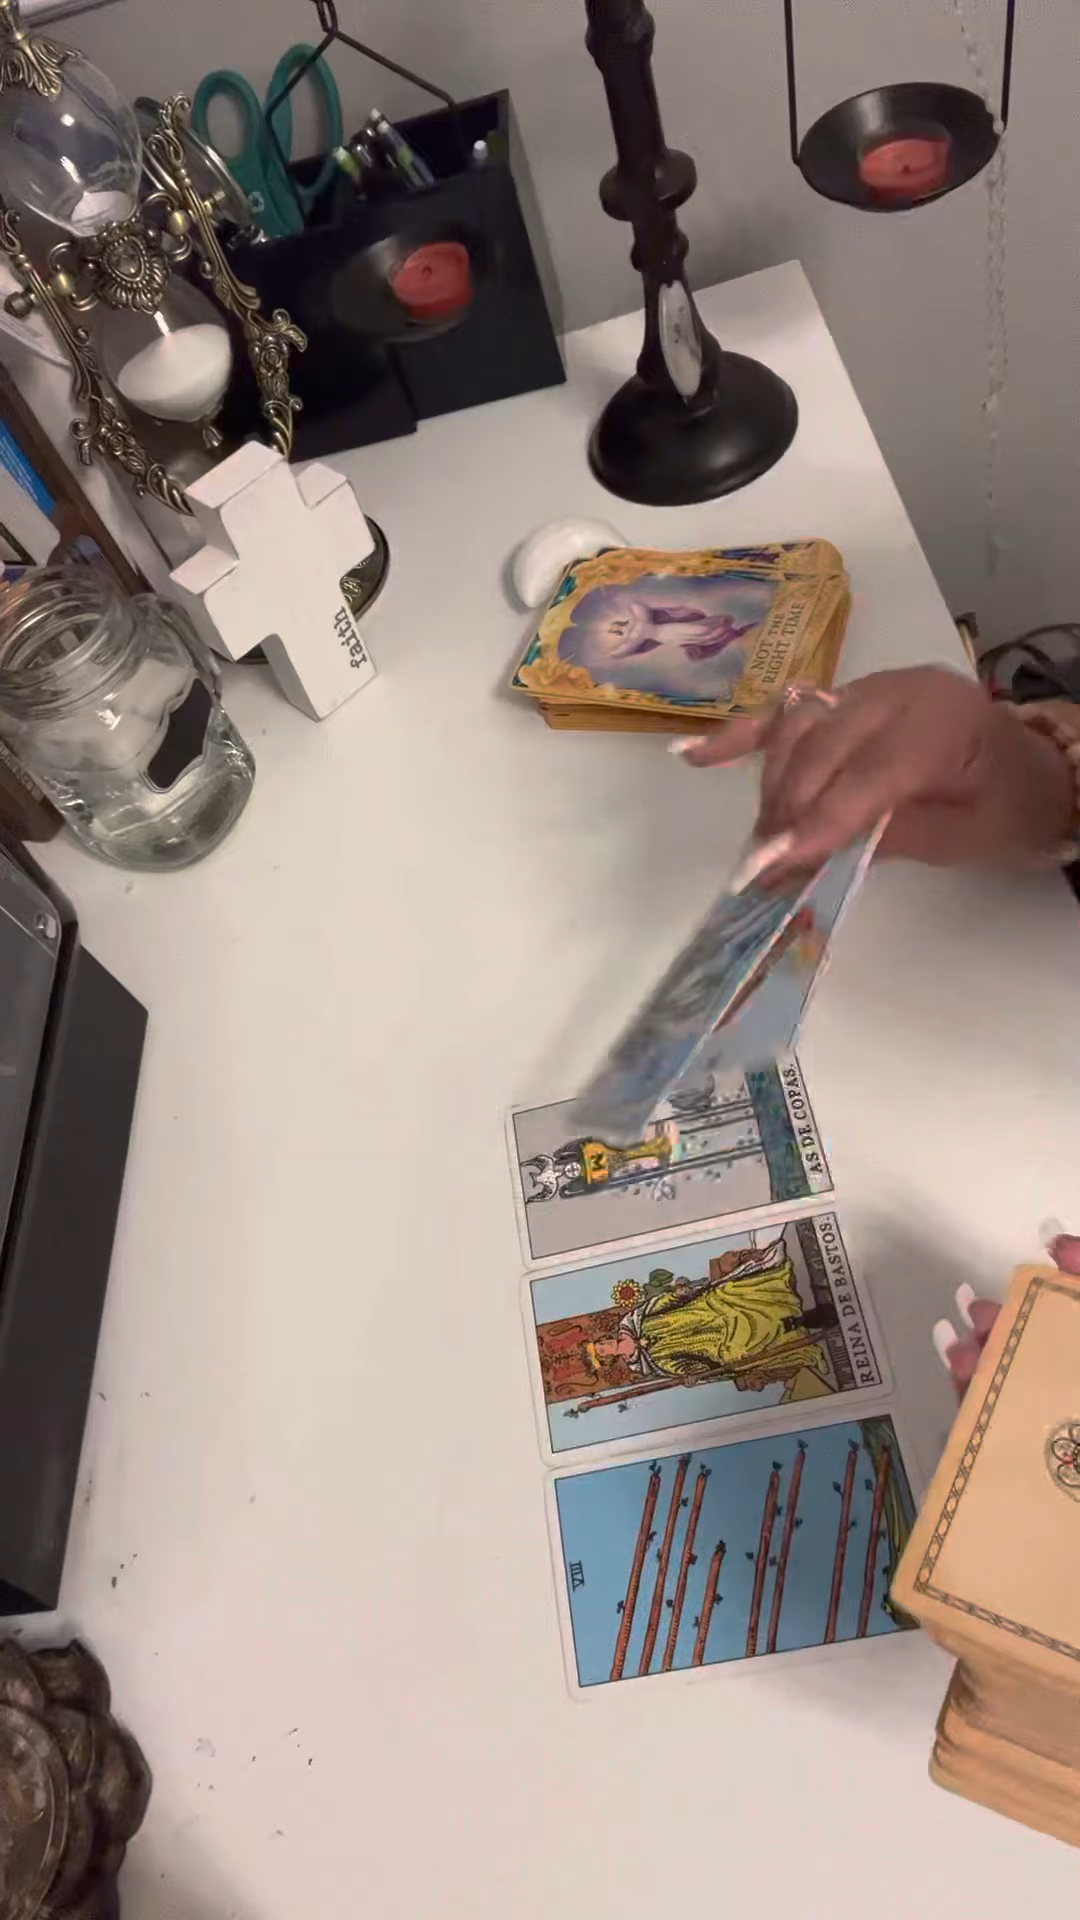 faith
NOT THE
RIGHT TIME
AS DE COPAS.
REINA DE BASTOS.
VIII